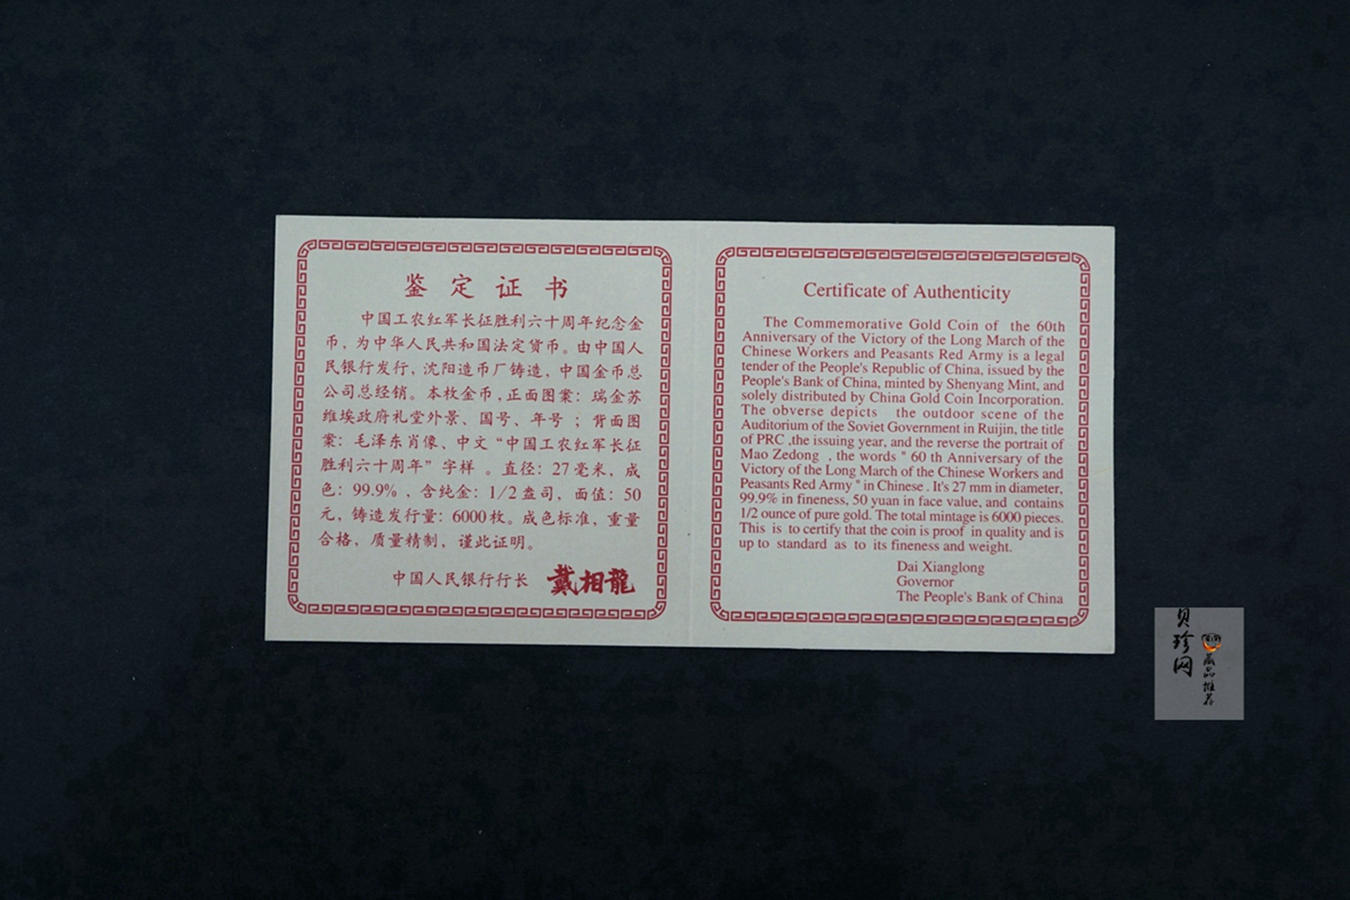 鉴定证书
中国工农红军长征胜利六十周年纪念金
币，为中华人民共和国法定货币。由中国人
民银行发行，沈阳造币厂铸造，中国金币总
公司总经销。本枚金币，正面图案：瑞金苏
维埃政府礼堂外景、国号、年号；背面图
案：毛泽东肖像、中文“中国工农红军长征
胜利六十周年”字样 。直径：27毫米，成
色：99.9% ，含纯金：1/2盎司，面值：50
元，铸造发行量：6000枚。成色标准，重量
合格，质量精制，谨此证明。
中国人民银行行长 戴相龍
Certificate of Authenticity
The Commemorative Gold Coin of the 60th
Anniversary of the Victory of the Long March of the
Chinese Workers and Peasants Red Army is a legal
tender of the People's Republic of China, issued by the
People's Bank of China, minted by Shenyang Mint, and
solely distributed by China Gold Coin Incorporation.
The obverse depicts the outdoor scene of the
Auditorium of the Soviet Government in Ruijin, the title
of PRC ,the issuing year, and the reverse the portrait of
Mao Zedong , the words " 60 th Anniversary of the
Victory of the Long March of the Chinese Workers and
Peasants Red Army " in Chinese . It's 27 mm in diameter,
99.9% in fineness, 50 yuan in face value, and contains
1/2 ounce of pure gold. The total mintage is 6000 pieces.
This is to certify that the coin is proof in quality and is
up to standard as to its fineness and weight.
Dai Xianglong
Governor
The People's Bank of China
贝珍网
藏品推荐